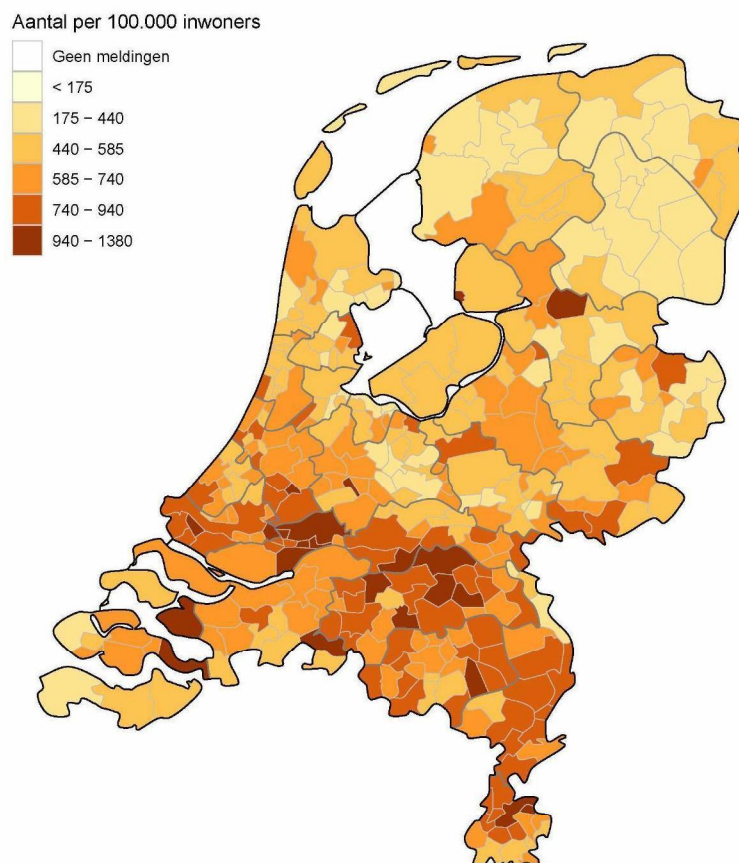 Aantal per 100.000 inwoners
Geen meldingen
< 175
175 – 440
440 – 585
585 – 740
740 – 940
940 – 1380